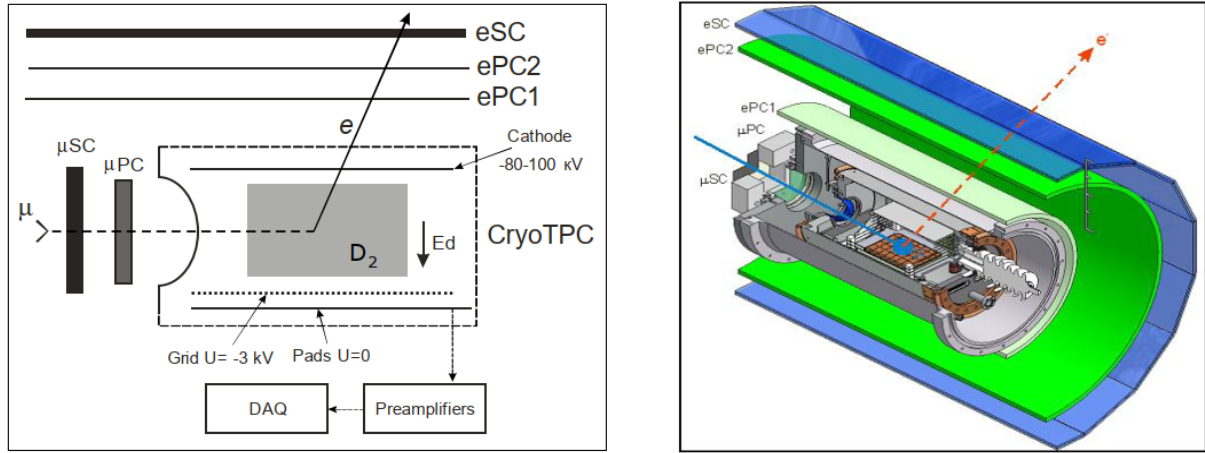 eSC
ePC2
ePC1
e
μSC
μPC
μ
Cathode
-80-100 кV
Ed
CryoTPC
D2
Grid U= -3 kV
Pads U=0
DAQ
Preamplifiers
eSC
ePC2
ePC1
μPC
μSC
e-